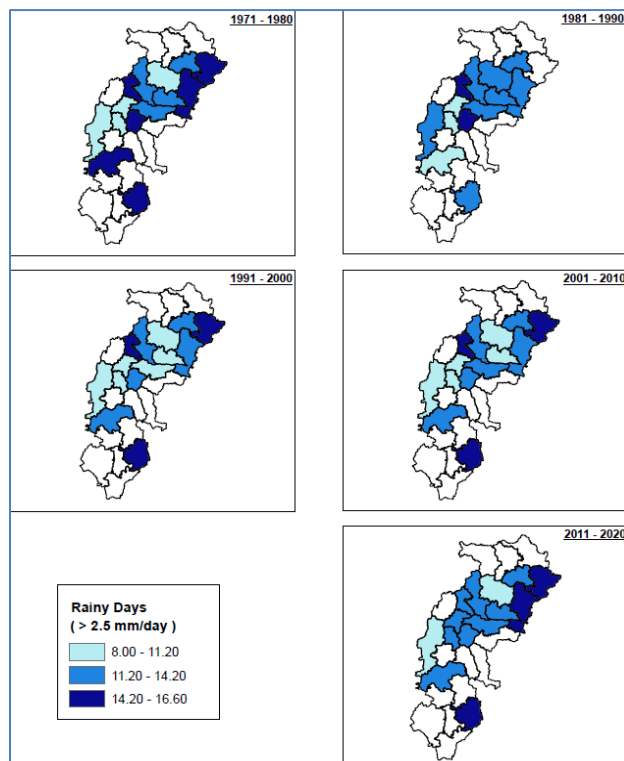 1971 - 1980
1981 - 1990
1991 - 2000
2001 - 2010
2011 - 2020
Rainy Days
( > 2.5 mm/day )
8.00 - 11.20
11.20 - 14.20
14.20 - 16.60